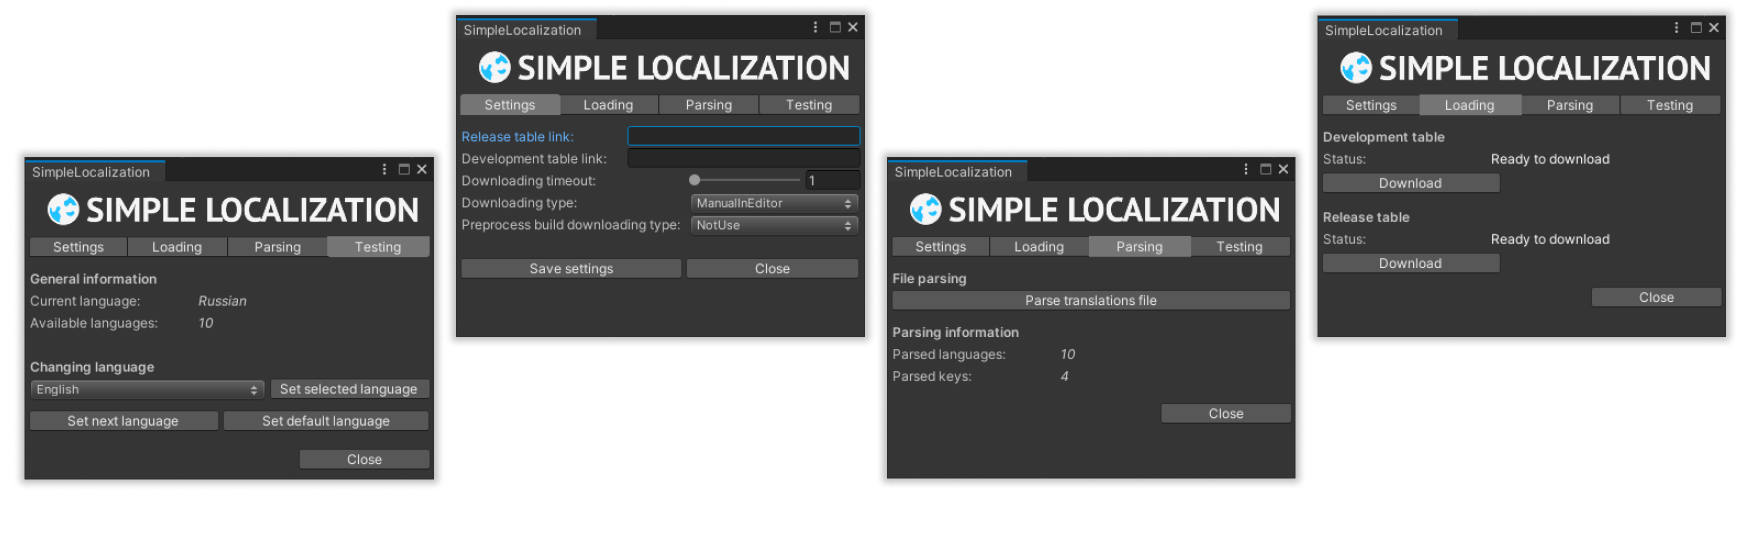 SimpleLocalization
SIMPLE LOCALIZATION
Settings Loading Parsing Testing
General information
Current language: Russian
Available languages: 10
Changing language
English Set selected language
Set next language Set default language
Close
SimpleLocalization
SIMPLE LOCALIZATION
Settings Loading Parsing Testing
Release table link:
Development table link:
Downloading timeout: 1
Downloading type: ManualInEditor
Preprocess build downloading type: NotUse
Save settings Close
SimpleLocalization
SIMPLE LOCALIZATION
Settings Loading Parsing Testing
File parsing
Parse translations file
Parsing information
Parsed languages: 10
Parsed keys: 4
Close
SimpleLocalization
SIMPLE LOCALIZATION
Settings Loading Parsing Testing
Development table
Status: Ready to download
Download
Release table
Status: Ready to download
Download
Close